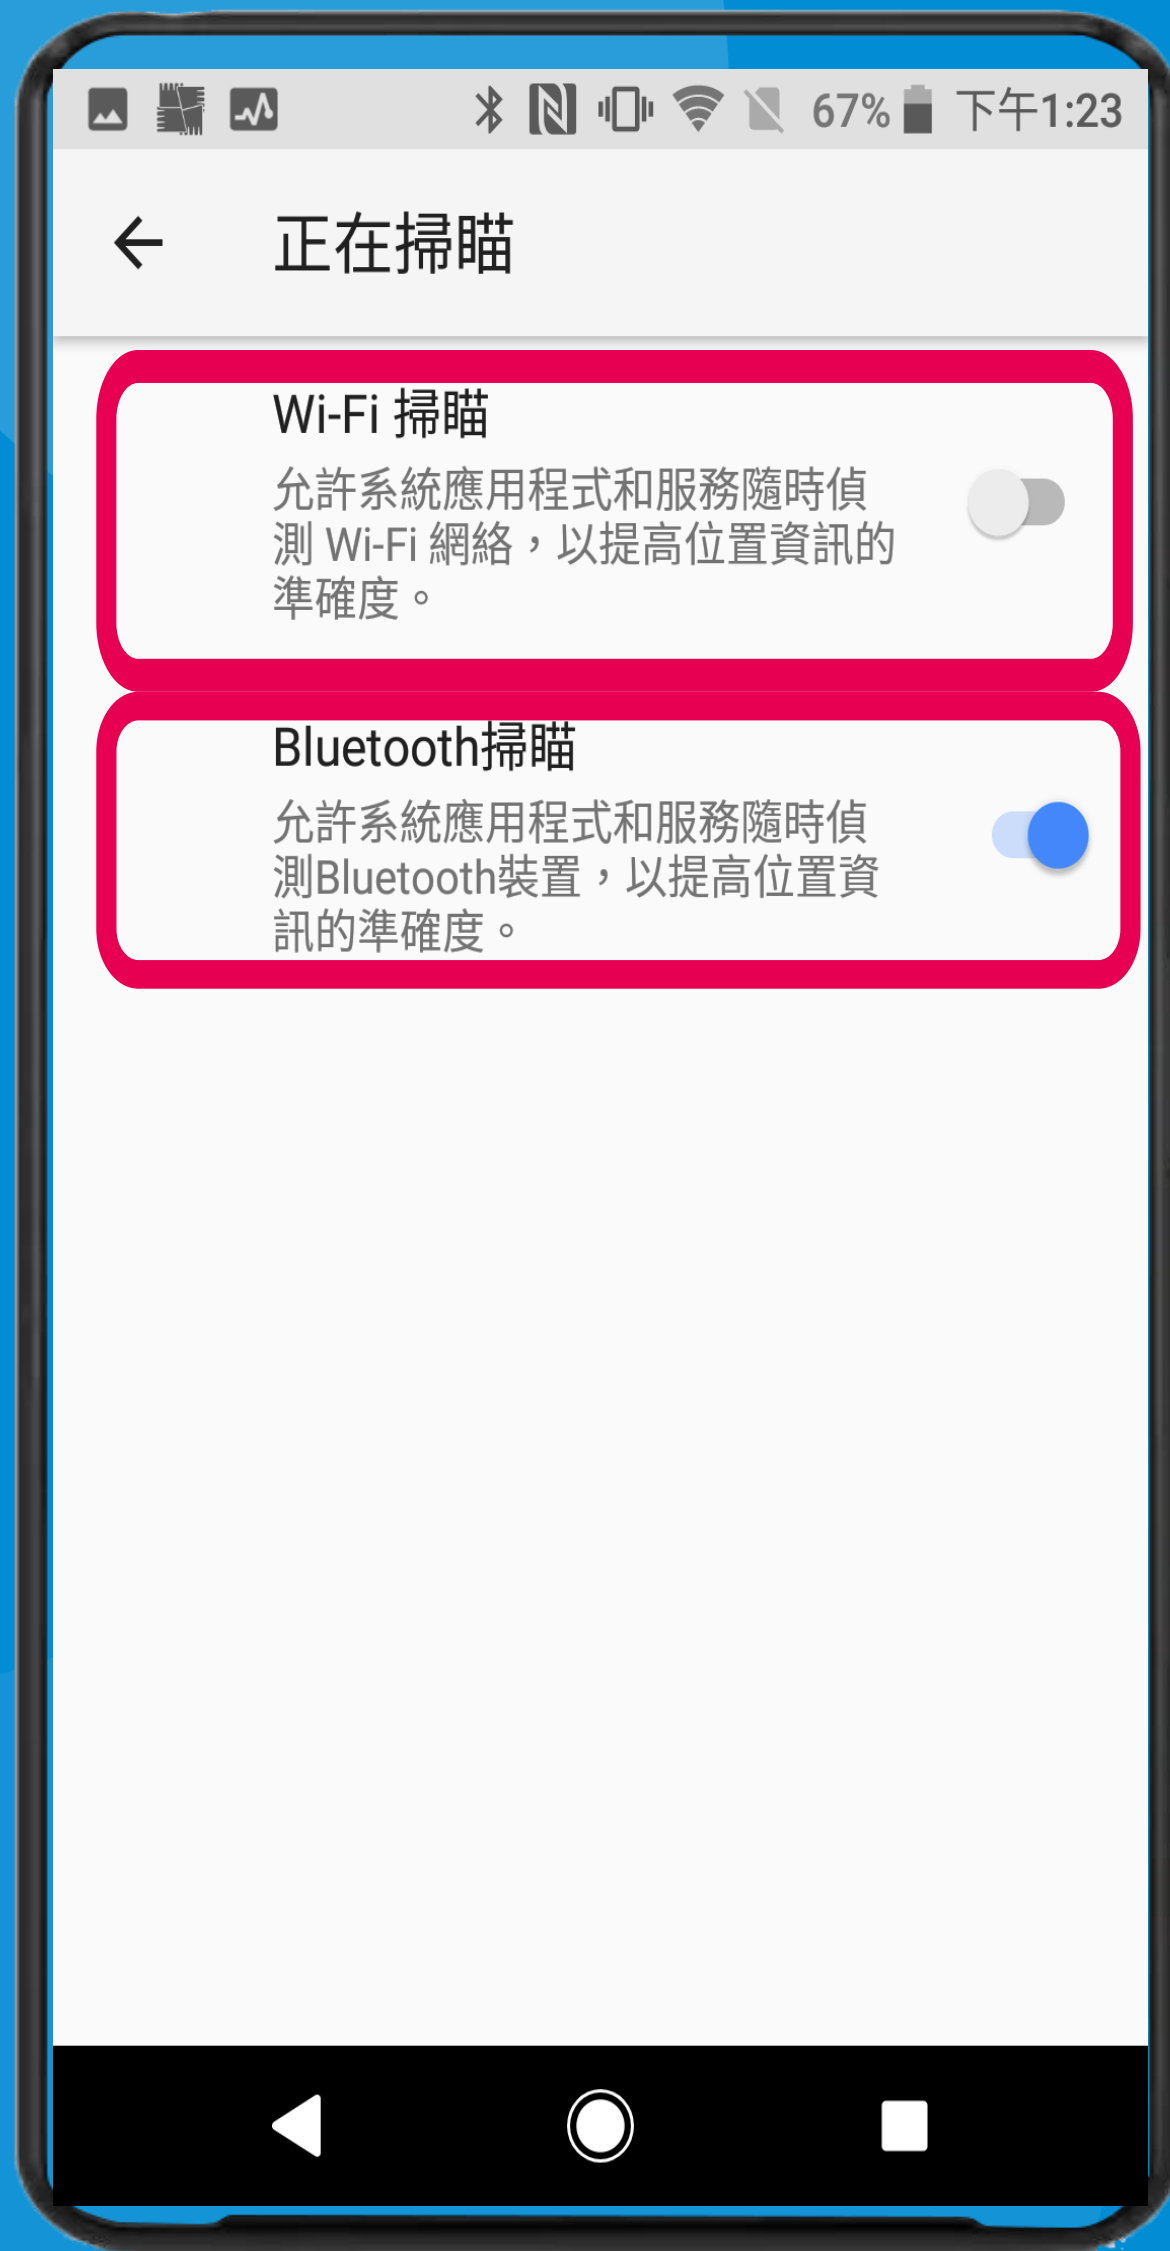 67% 下午1:23
正在掃瞄
Wi-Fi 掃瞄
允許系統應用程式和服務隨時偵
測 Wi-Fi 網絡，以提高位置資訊的
準確度。
Bluetooth掃瞄
允許系統應用程式和服務隨時偵
測Bluetooth裝置，以提高位置資
訊的準確度。